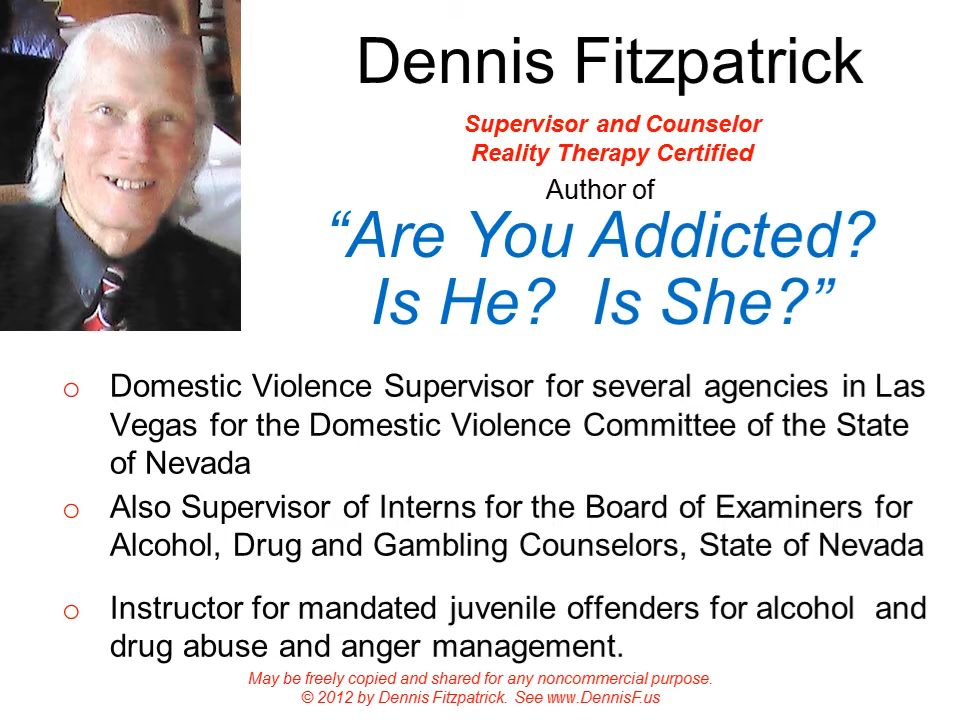 Dennis Fitzpatrick
Supervisor and Counselor
Reality Therapy Certified
Author of
“Are You Addicted?
Is He?  Is She?”
o Domestic Violence Supervisor for several agencies in Las
Vegas for the Domestic Violence Committee of the State
of Nevada
o Also Supervisor of Interns for the Board of Examiners for
Alcohol, Drug and Gambling Counselors, State of Nevada
o Instructor for mandated juvenile offenders for alcohol  and
drug abuse and anger management.
May be freely copied and shared for any noncommercial purpose.
© 2012 by Dennis Fitzpatrick.  See www.DennisF.us